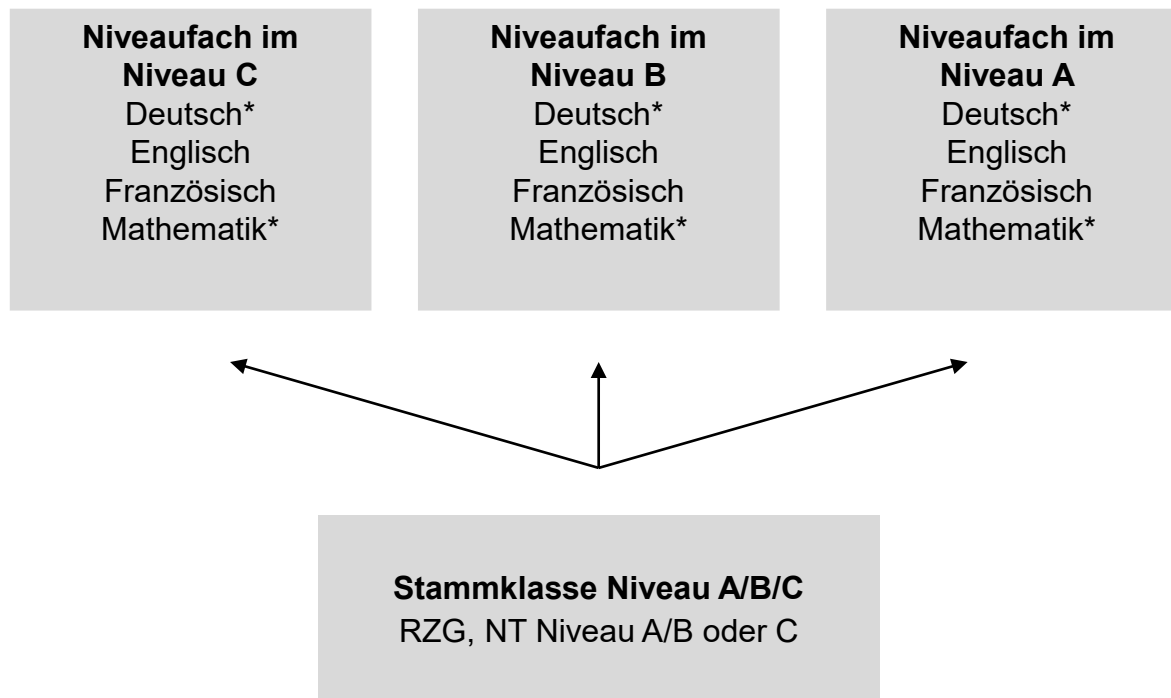 Niveaufach im
Niveau C
Deutsch*
Englisch
Französisch
Mathematik*
Niveaufach im
Niveau B
Deutsch*
Englisch
Französisch
Mathematik*
Niveaufach im
Niveau A
Deutsch*
Englisch
Französisch
Mathematik*
Stammklasse Niveau A/B/C
RZG, NT Niveau A/B oder C